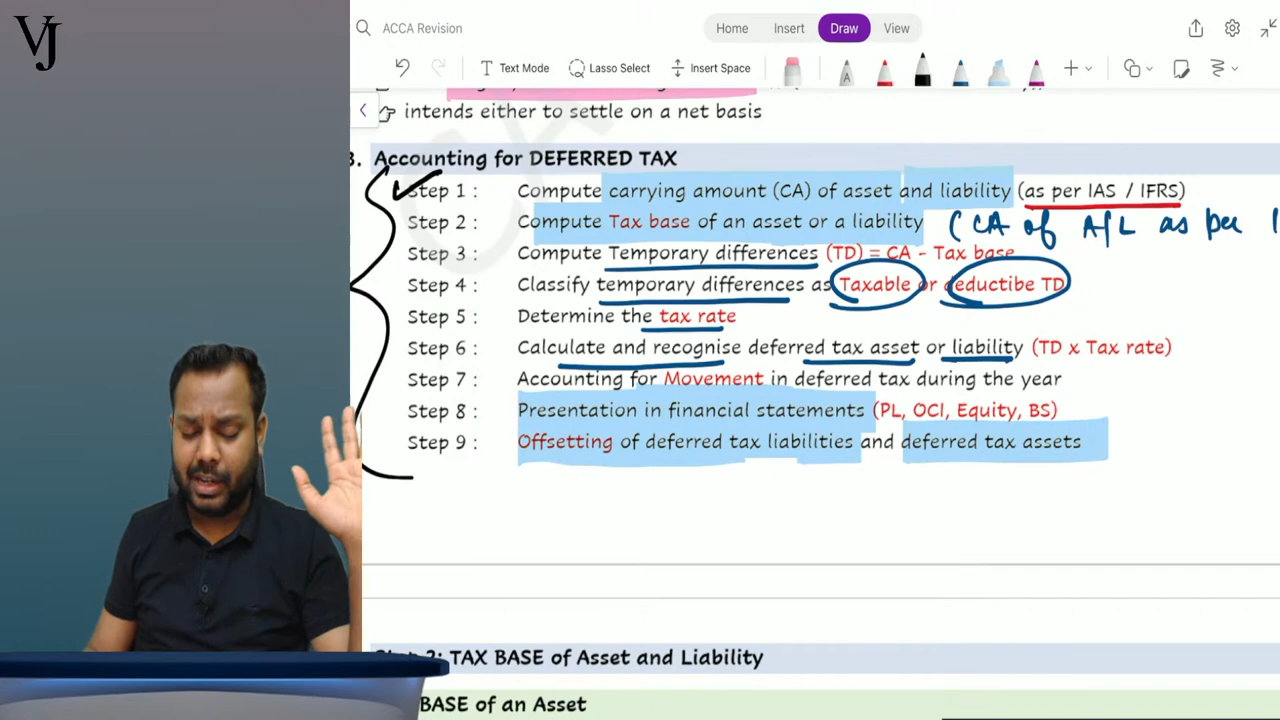 VJ
ACCA Revision
Home Insert Draw View
Text Mode Lasso Select Insert Space
intends either to settle on a net basis
3. Accounting for DEFERRED TAX
Step 1 : Compute carrying amount (CA) of asset and liability (as per IAS / IFRS)
Step 2 : Compute Tax base of an asset or a liability (CA of A/L as per
Step 3 : Compute Temporary differences (TD) = CA - Tax base
Step 4 : Classify temporary differences as Taxable or deductibe TD
Step 5 : Determine the tax rate
Step 6 : Calculate and recognise deferred tax asset or liability (TD x Tax rate)
Step 7 : Accounting for Movement in deferred tax during the year
Step 8 : Presentation in financial statements (PL, OCI, Equity, BS)
Step 9 : Offsetting of deferred tax liabilities and deferred tax assets
Step 2: TAX BASE of Asset and Liability
BASE of an Asset